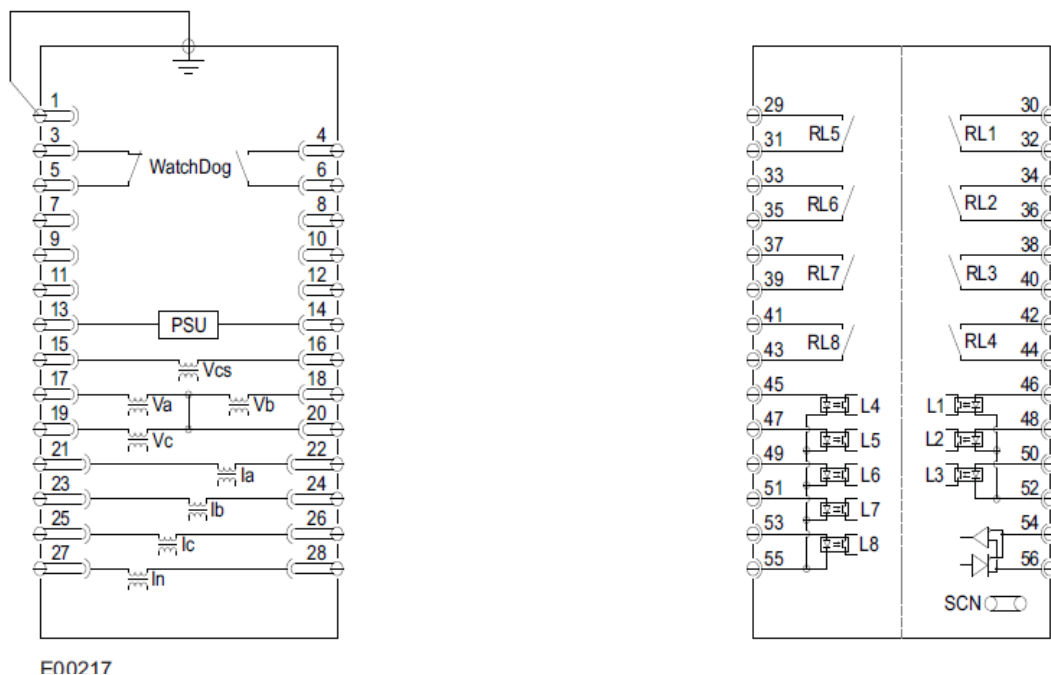 1
3 4
WatchDog
5 6
7 8
9 10
11 12
13 PSU 14
15 16
Vcs
17 18
Va Vb
19 20
Vc
21 22
Ia
23 24
Ib
25 26
Ic
27 28
In
29 30
RL5 RL1
31 32
33 34
RL6 RL2
35 36
37 38
RL7 RL3
39 40
41 42
RL8 RL4
43 44
45 46
L4 L1
47 48
L5 L2
49 50
L6 L3
51 52
L7
53 54
L8
55 56
SCN
E00217